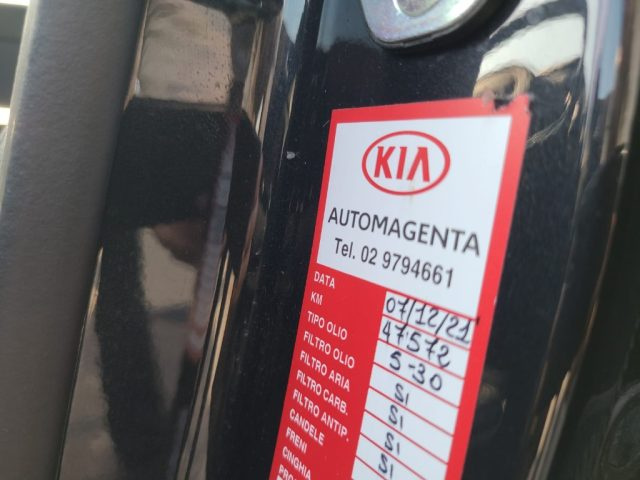 KIA
AUTOMAGENTA
Tel. 02 9794661
DATA 07/12/21
KM 47572
TIPO OLIO 5-30
FILTRO OLIO SI
FILTRO ARIA SI
FILTRO CARB. SI
FILTRO ANTIP. SI
CANDELE
FRENI
CINGHIA